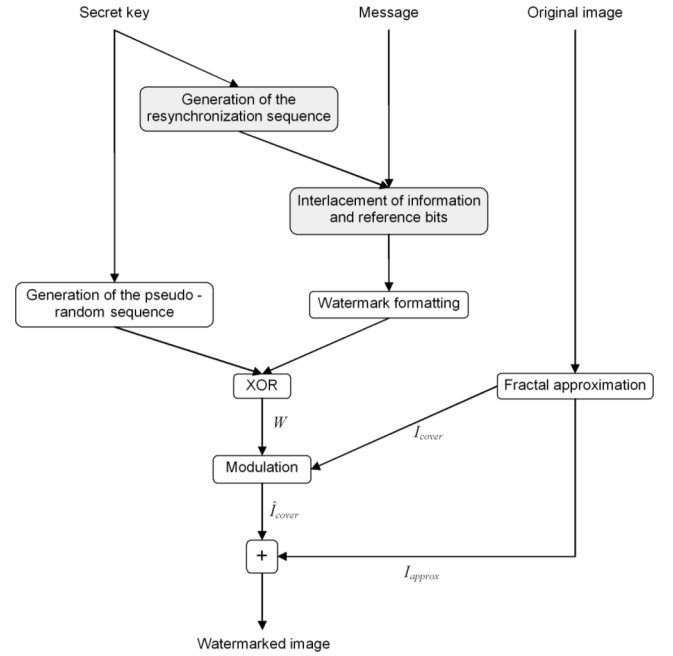 Secret key
Message
Original image
Generation of the
resynchronization sequence
Interlacement of information
and reference bits
Generation of the pseudo -
random sequence
Watermark formatting
XOR
Fractal approximation
W
I_cover
Modulation
Î_cover
+
I_approx
Watermarked image